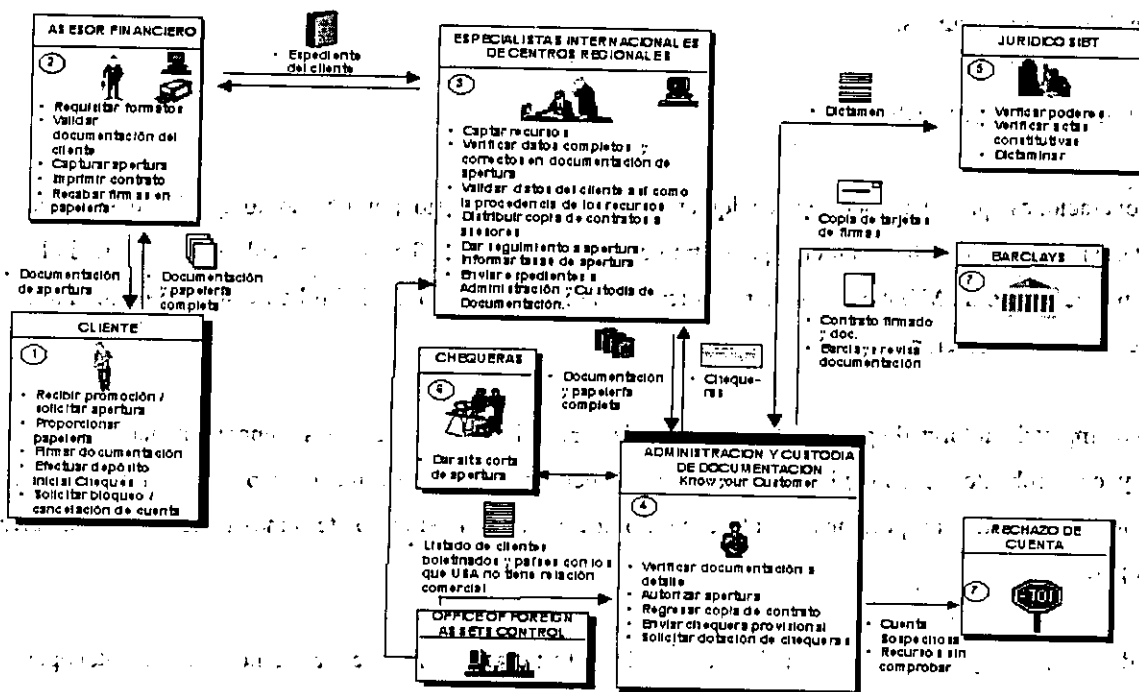 ASESOR FINANCIERO
2
• Requisitar formatos
• Validar
documentación del
cliente
• Capturar apertura
• Imprimir contrato
• Recabar firmas en
papelería
• Expediente
del cliente
ESPECIALISTAS INTERNACIONALES
DE CENTROS REGIONALES
3
• Captar recursos
• Verificar datos completos y
correctos en documentación de
apertura
• Validar datos del cliente así como
la procedencia de los recursos
• Distribuir copia de contratos a
asesores
• Dar seguimiento a apertura
• Informar tasas de apertura
• Enviar expedientes a
Administración y Custodia de
Documentación.
JURIDICO SIBT
5
• Verificar poderes
• Verificar actas
constitutivas
• Dictaminar
• Dictamen
• Copia de tarjetas
de firmas
BARCLAYS
7
• Contrato firmado
y doc.
• Barclays revisa
documentación
• Documentación
de apertura
• Documentación
y papelería
completa
CLIENTE
1
• Recibir promoción /
solicitar apertura
• Proporcionar
papelería
• Firmar documentación
• Efectuar depósito
inicial Cheques
• Solicitar bloqueo /
cancelación de cuenta
CHEQUERAS
6
• Dar alta corta
de apertura
• Documentación
y papelería
completa
• Cheque-
ras
ADMINISTRACION Y CUSTODIA
DE DOCUMENTACION
Know your Customer
4
• Verificar documentación a
detalle
• Autorizar apertura
• Regresar copia de contrato
• Enviar chequera provisional
• Solicitar dotación de chequeras
• Listado de clientes
boletinados y países con los
que USA no tiene relación
comercial
OFFICE OF FOREIGN
ASSETS CONTROL
RECHAZO DE
CUENTA
7
• Cuenta
Sospechosa
• Recursos sin
comprobar